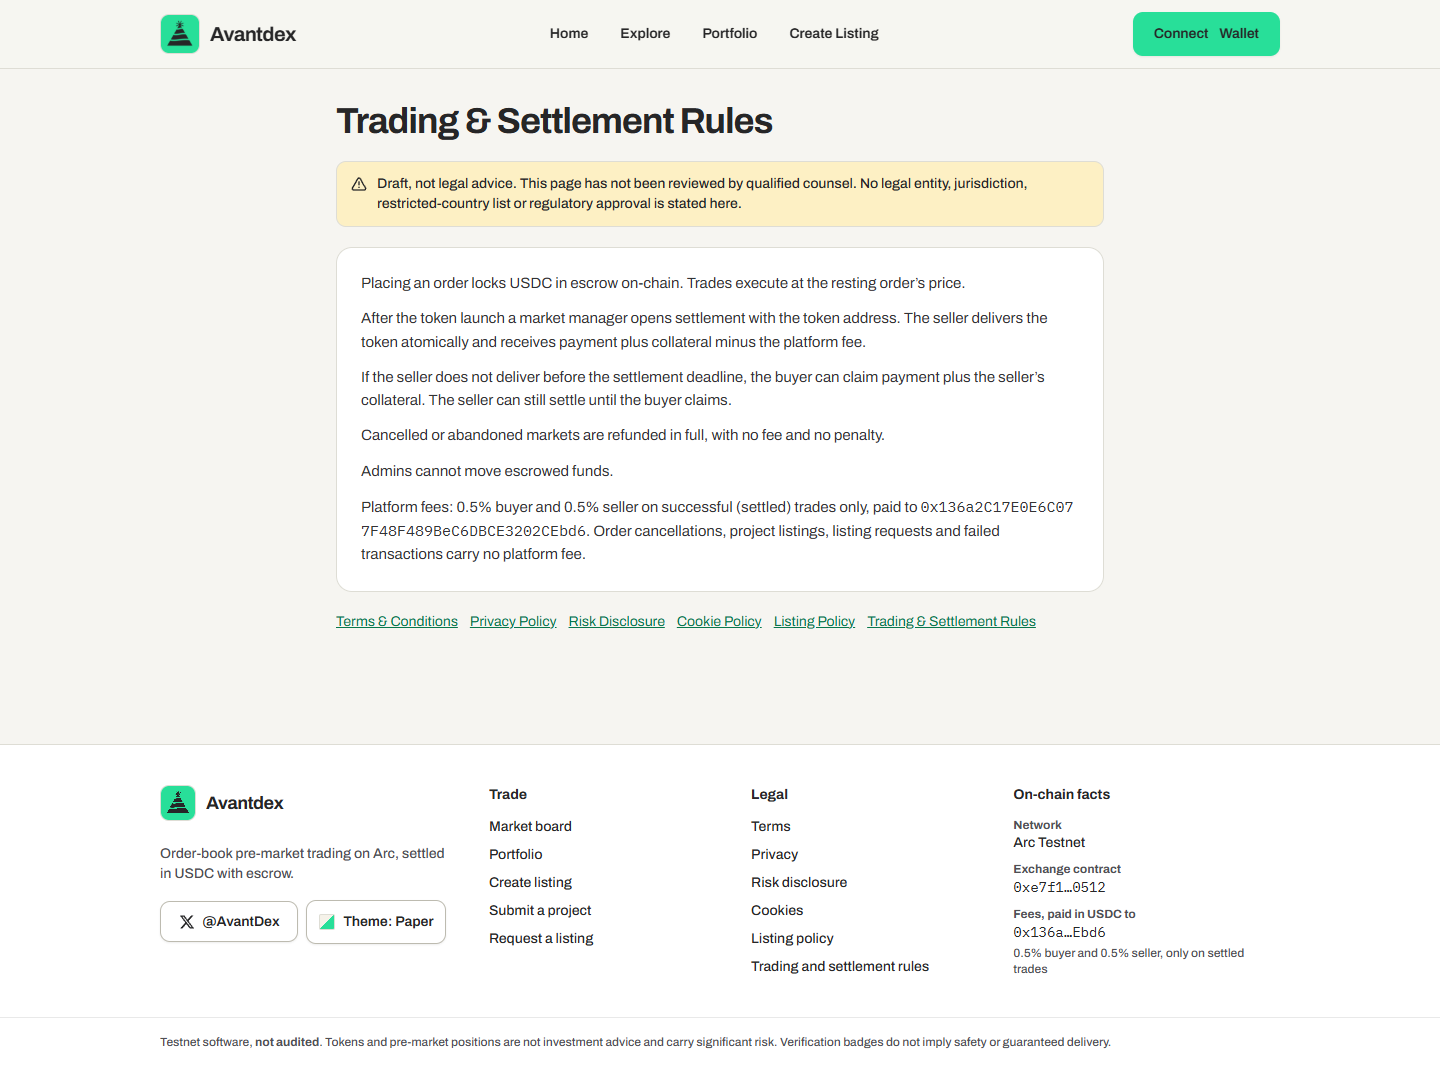 Avantdex
Home Explore Portfolio Create Listing
Connect Wallet
Trading & Settlement Rules
Draft, not legal advice. This page has not been reviewed by qualified counsel. No legal entity, jurisdiction,
restricted-country list or regulatory approval is stated here.
Placing an order locks USDC in escrow on-chain. Trades execute at the resting order’s price.
After the token launch a market manager opens settlement with the token address. The seller delivers the
token atomically and receives payment plus collateral minus the platform fee.
If the seller does not deliver before the settlement deadline, the buyer can claim payment plus the seller’s
collateral. The seller can still settle until the buyer claims.
Cancelled or abandoned markets are refunded in full, with no fee and no penalty.
Admins cannot move escrowed funds.
Platform fees: 0.5% buyer and 0.5% seller on successful (settled) trades only, paid to 0x136a2C17E0E6C07
7F48F489BeC6DBCE3202CEbd6. Order cancellations, project listings, listing requests and failed
transactions carry no platform fee.
Terms & Conditions Privacy Policy Risk Disclosure Cookie Policy Listing Policy Trading & Settlement Rules
Avantdex
Order-book pre-market trading on Arc, settled
in USDC with escrow.
@AvantDex
Theme: Paper
Trade
Market board
Portfolio
Create listing
Submit a project
Request a listing
Legal
Terms
Privacy
Risk disclosure
Cookies
Listing policy
Trading and settlement rules
On-chain facts
Network
Arc Testnet
Exchange contract
0xe7f1…0512
Fees, paid in USDC to
0x136a…Ebd6
0.5% buyer and 0.5% seller, only on settled
trades
Testnet software, not audited. Tokens and pre-market positions are not investment advice and carry significant risk. Verification badges do not imply safety or guaranteed delivery.